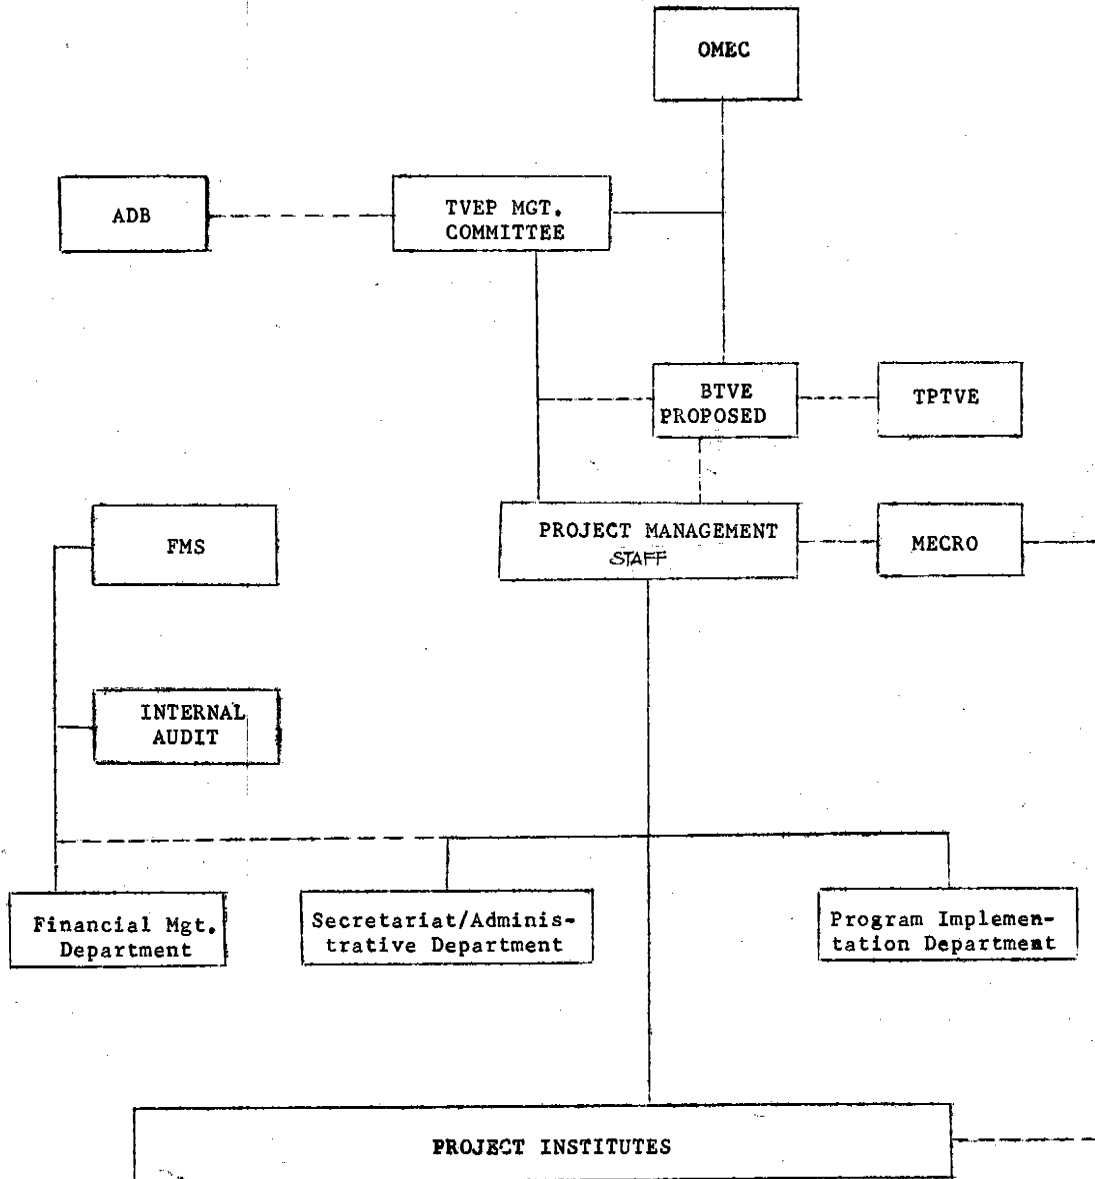 OMEC
ADB
TVEP MGT.
COMMITTEE
BTVE
PROPOSED
TPTVE
PROJECT MANAGEMENT
STAFF
MECRO
FMS
INTERNAL
AUDIT
Financial Mgt.
Department
Secretariat/Adminis-
trative Department
Program Implemen-
tation Department
PROJECT INSTITUTES